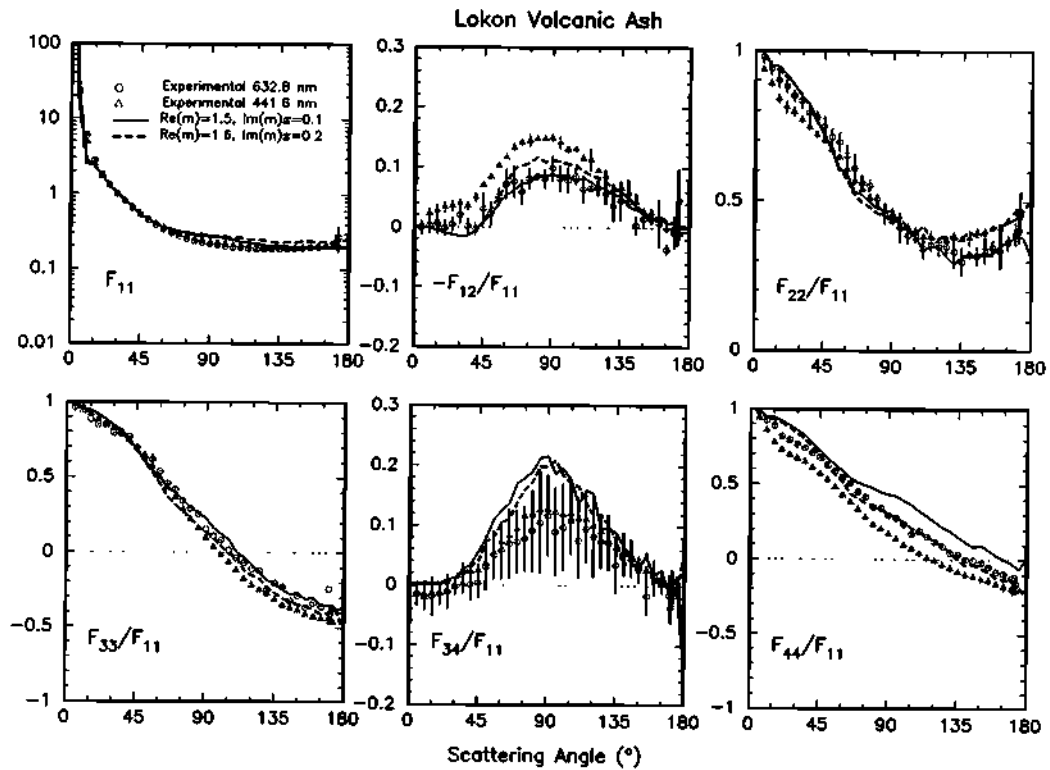 Lokon Volcanic Ash
100
10
1
0.1
0.01
Experimental 632.8 nm
Experimental 441.6 nm
Re(m)=1.5, Im(m)x=0.1
Re(m)=1.6, Im(m)x=0.2
F11
0 45 90 135 180
0.3
0.2
0.1
0
-0.1
-0.2
-F12/F11
0 45 90 135 180
1
0.5
0
F22/F11
0 45 90 135 180
1
0.5
0
-0.5
-1
F33/F11
0 45 90 135 180
0.3
0.2
0.1
0
-0.1
-0.2
F34/F11
0 45 90 135 180
1
0.5
0
-0.5
-1
F44/F11
0 45 90 135 180
Scattering Angle (°)